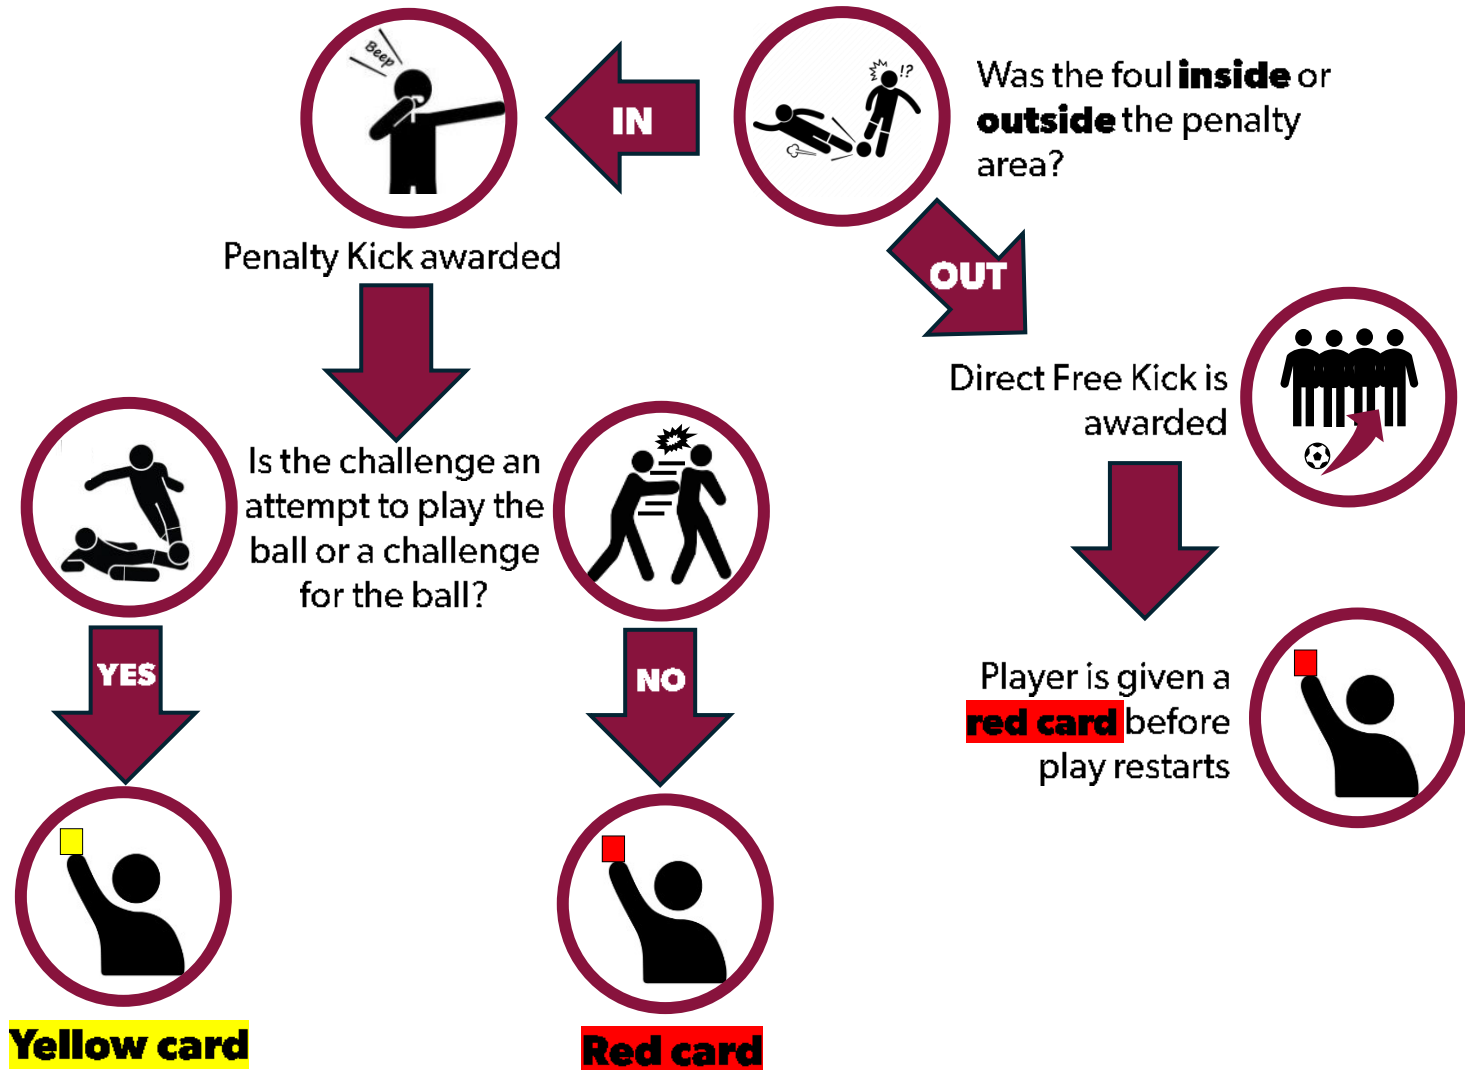 Beep
IN
!?
Was the foul inside or
outside the penalty
area?
Penalty Kick awarded
OUT
Direct Free Kick is
awarded
Is the challenge an
attempt to play the
ball or a challenge
for the ball?
YES
NO
Player is given a
red card before
play restarts
Yellow card
Red card